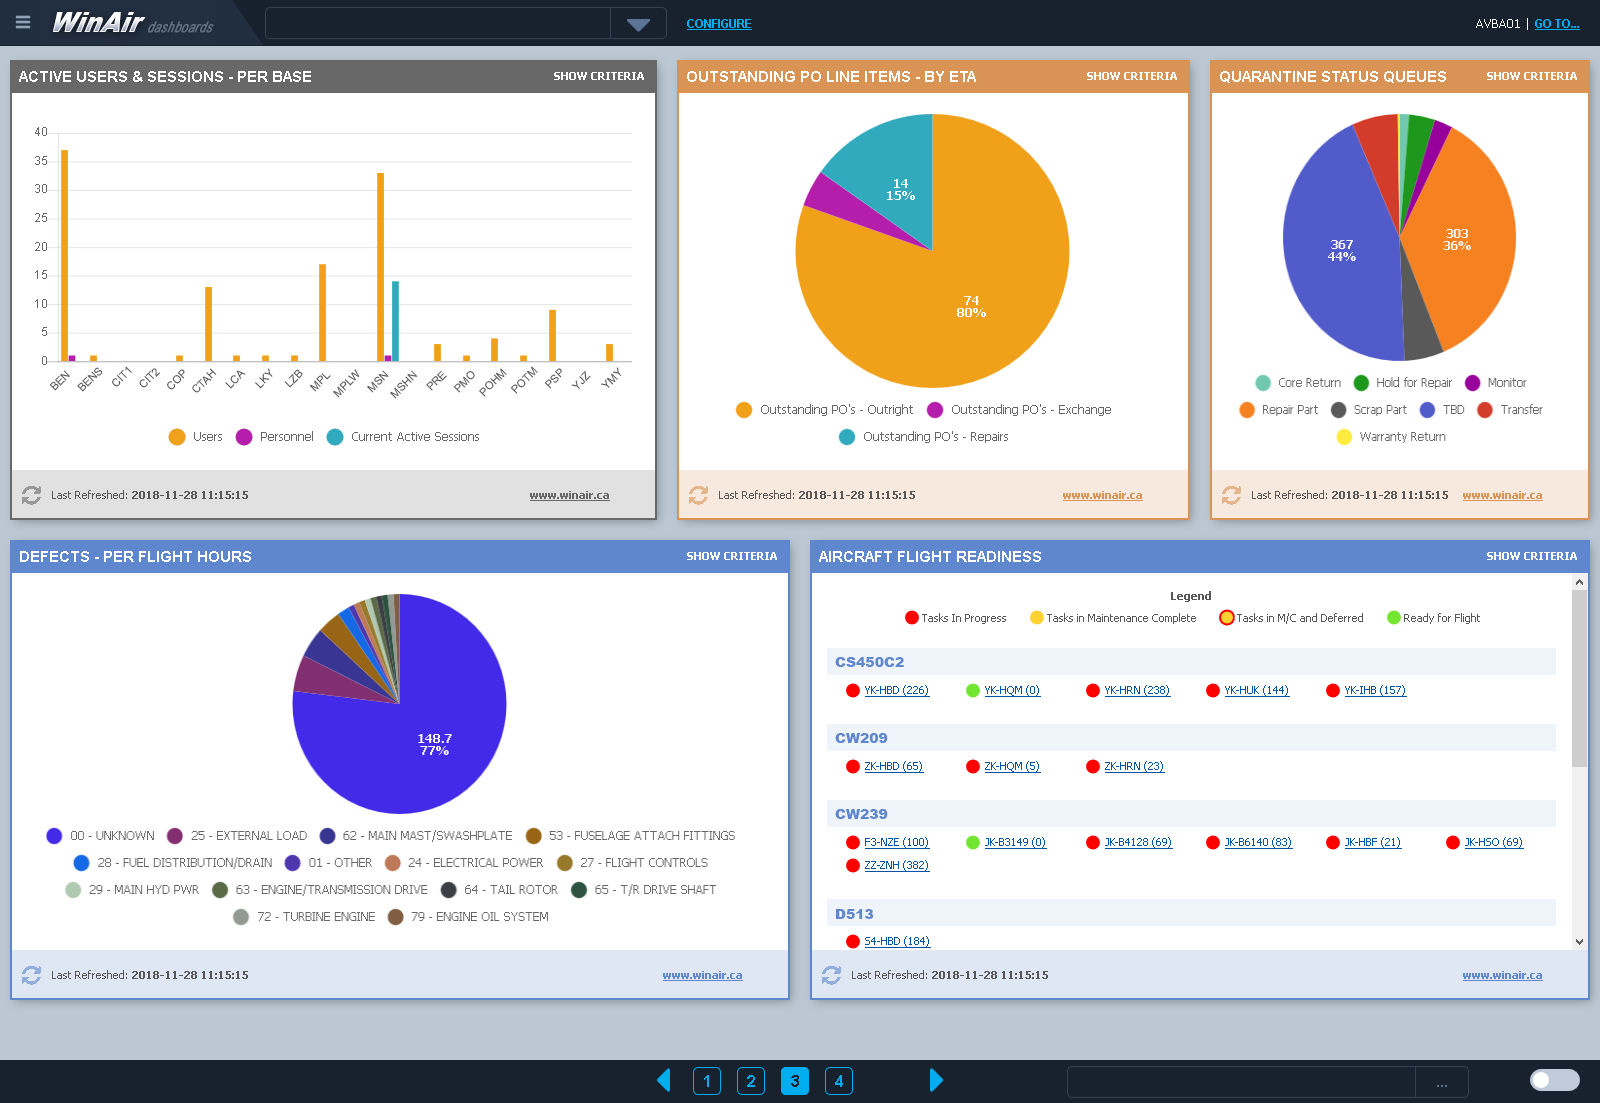 WinAir dashboards
CONFIGURE
AVBA01 | GO TO...
ACTIVE USERS & SESSIONS - PER BASE SHOW CRITERIA
40
35
30
25
20
15
10
5
0
BEN BENS CIT1 CIT2 COP CTAH LCA LKY LZB MPL MPLW MSN MSHN PRE PMO POHM POTM PSP YJZ YMY
Users Personnel Current Active Sessions
Last Refreshed: 2018-11-28 11:15:15 www.winair.ca
OUTSTANDING PO LINE ITEMS - BY ETA SHOW CRITERIA
14
15%
74
80%
Outstanding PO's - Outright Outstanding PO's - Exchange
Outstanding PO's - Repairs
Last Refreshed: 2018-11-28 11:15:15 www.winair.ca
QUARANTINE STATUS QUEUES SHOW CRITERIA
303
36%
367
44%
Core Return Hold for Repair Monitor
Repair Part Scrap Part TBD Transfer
Warranty Return
Last Refreshed: 2018-11-28 11:15:15 www.winair.ca
DEFECTS - PER FLIGHT HOURS SHOW CRITERIA
148.7
77%
00 - UNKNOWN 25 - EXTERNAL LOAD 62 - MAIN MAST/SWASHPLATE 53 - FUSELAGE ATTACH FITTINGS
28 - FUEL DISTRIBUTION/DRAIN 01 - OTHER 24 - ELECTRICAL POWER 27 - FLIGHT CONTROLS
29 - MAIN HYD PWR 63 - ENGINE/TRANSMISSION DRIVE 64 - TAIL ROTOR 65 - T/R DRIVE SHAFT
72 - TURBINE ENGINE 79 - ENGINE OIL SYSTEM
Last Refreshed: 2018-11-28 11:15:15 www.winair.ca
AIRCRAFT FLIGHT READINESS SHOW CRITERIA
Legend
Tasks In Progress Tasks in Maintenance Complete Tasks in M/C and Deferred Ready for Flight
CS450C2
YK-HBD (226) YK-HQM (0) YK-HRN (238) YK-HUK (144) YK-IHB (157)
CW209
ZK-HBD (65) ZK-HQM (5) ZK-HRN (23)
CW239
F3-NZE (100) JK-B3149 (0) JK-B4128 (69) JK-B6140 (83) JK-HBF (21) JK-HSO (69)
ZZ-ZNH (382)
D513
S4-HBD (184)
Last Refreshed: 2018-11-28 11:15:15 www.winair.ca
1 2 3 4
...